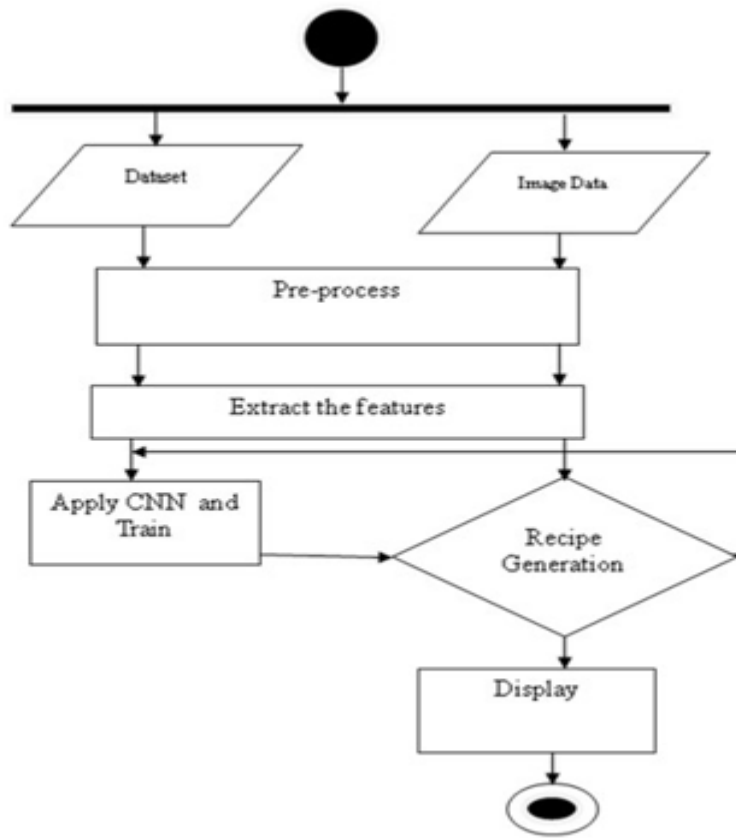 Dataset
Image Data
Pre-process
Extract the features
Apply CNN and
Train
Recipe
Generation
Display